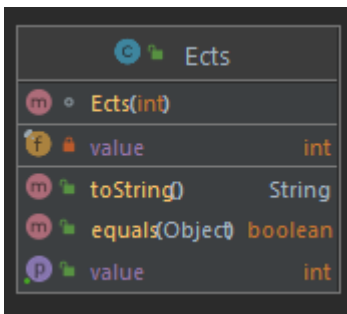 Ects
Ects(int)
value int
toString() String
equals(Object) boolean
value int